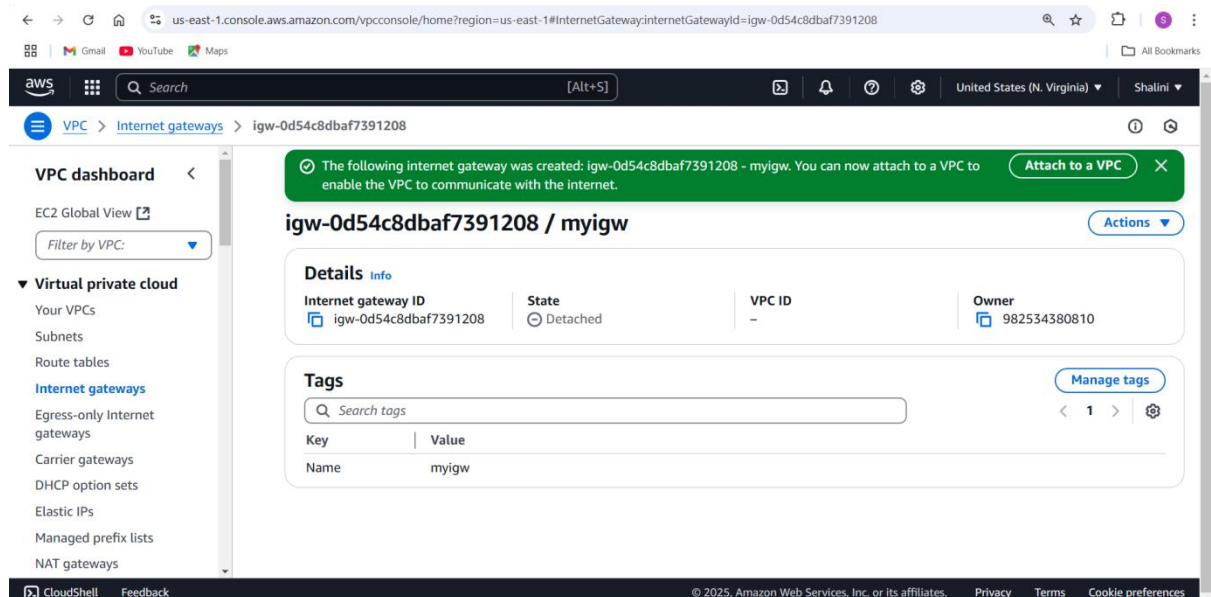 us-east-1.console.aws.amazon.com/vpcconsole/home?region=us-east-1#InternetGateway:internetGatewayId=igw-0d54c8dbaf7391208
S
Gmail YouTube Maps
All Bookmarks
aws Search [Alt+S] United States (N. Virginia) Shalini
VPC > Internet gateways > igw-0d54c8dbaf7391208
VPC dashboard
EC2 Global View
Filter by VPC:
Virtual private cloud
Your VPCs
Subnets
Route tables
Internet gateways
Egress-only Internet
gateways
Carrier gateways
DHCP option sets
Elastic IPs
Managed prefix lists
NAT gateways
The following internet gateway was created: igw-0d54c8dbaf7391208 - myigw. You can now attach to a VPC to
enable the VPC to communicate with the internet.
Attach to a VPC
igw-0d54c8dbaf7391208 / myigw
Actions
Details Info
Internet gateway ID State VPC ID Owner
igw-0d54c8dbaf7391208 Detached – 982534380810
Tags
Manage tags
Search tags
1
Key Value
Name myigw
CloudShell Feedback © 2025, Amazon Web Services, Inc. or its affiliates. Privacy Terms Cookie preferences